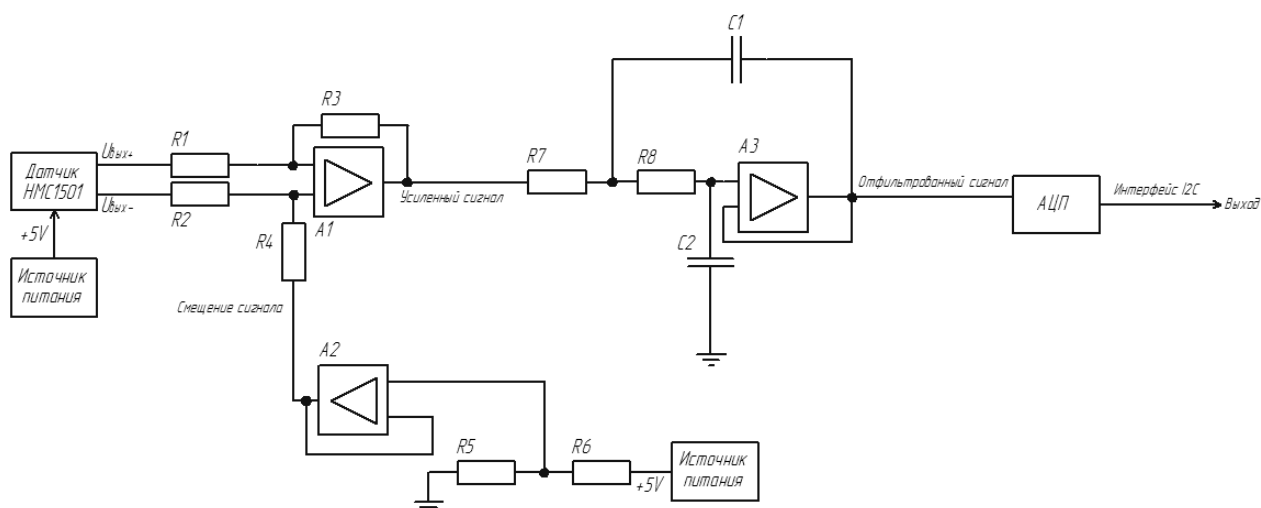 C1
R3
R1
Uвых+
Датчик
HMC1501
Uвых-
R2
A1
Усиленный сигнал
R7
R8
A3
Отфильтрованный сигнал
АЦП
Интерфейс I2C
Выход
+5V
R4
C2
Источник
питания
Смещение сигнала
A2
R5
R6
+5V
Источник
питания